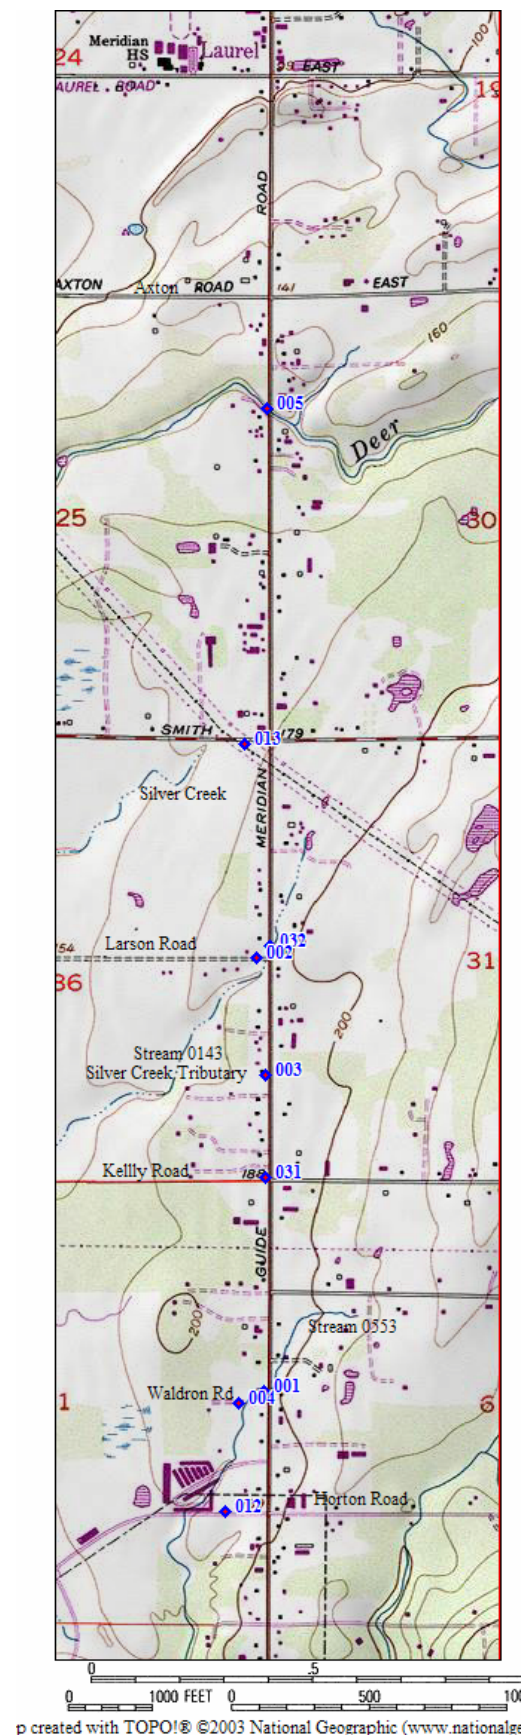 100
24
Meridian
HS
Laurel
EAST
LAUREL ROAD
19
ROAD
AXTON
Axton
ROAD
141
EAST
160
005
Deer
25
30
SMITH
179
013
MERIDIAN
Silver Creek
032
Larson Road
002
154
31
36
200
Stream 0143
Silver Creek Tributary
003
Kellly Road
188
031
GUIDE
200
Stream 0553
Waldron Rd
001
004
1
6
Horton Road
012
0 .5
0 1000 FEET 0 500 100
p created with TOPO!® ©2003 National Geographic (www.nationalge